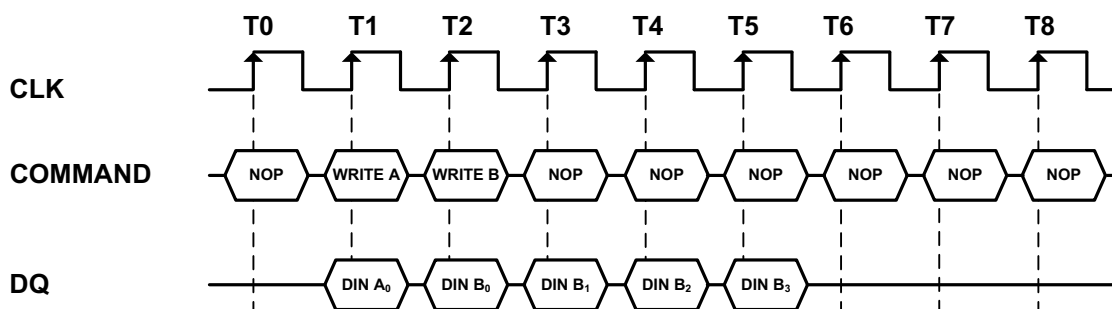 T0 T1 T2 T3 T4 T5 T6 T7 T8
CLK
COMMAND NOP WRITE A WRITE B NOP NOP NOP NOP NOP NOP
DQ DIN A₀ DIN B₀ DIN B₁ DIN B₂ DIN B₃